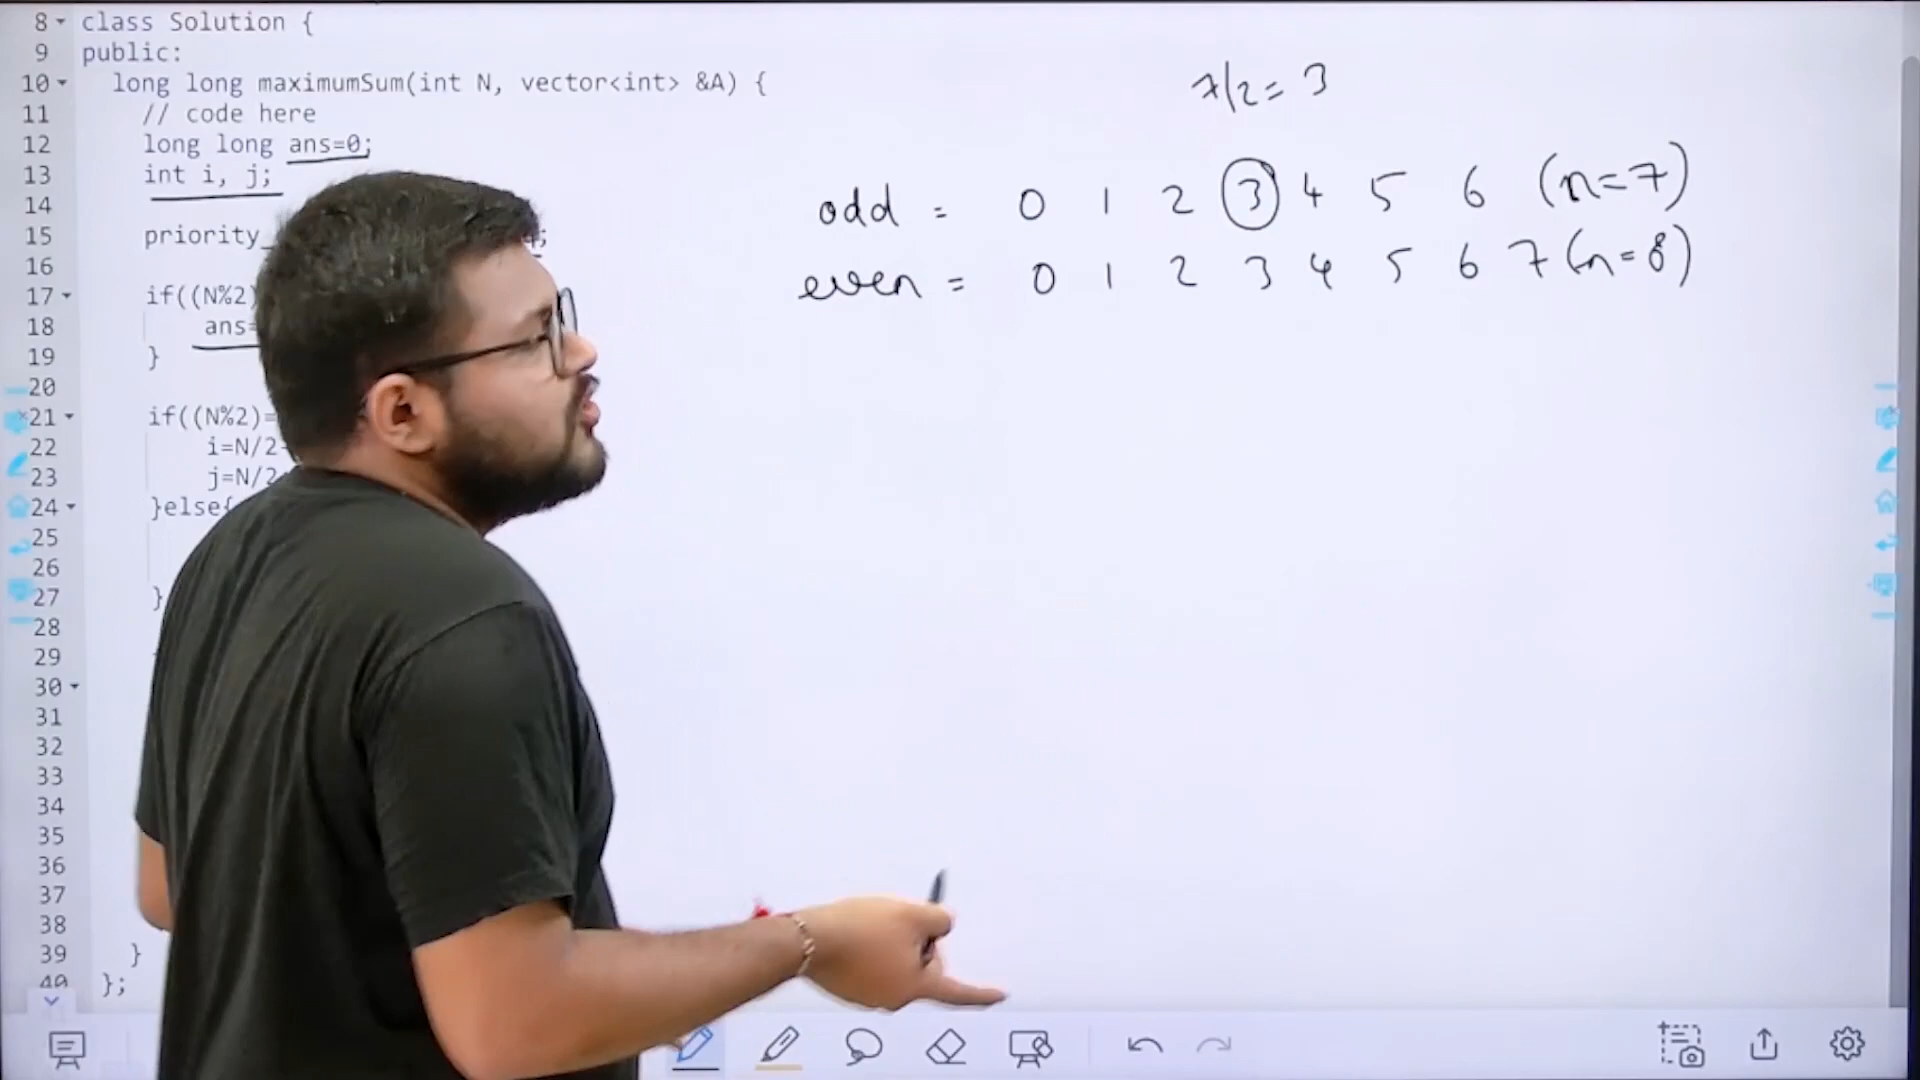 8 class Solution {
9 public:
10 long long maximumSum(int N, vector<int> &A) {
11 // code here
12 long long ans=0;
13 int i, j;
14
15 priority_ ;
16
17 if((N%2)
18 ans=
19 }
20
21 if((N%2)=
22 i=N/2-
23 j=N/2
24 }else{
25
26
27 }
28
29
30
31
32
33
34
35
36
37
38
39 }
40 };
7/2 = 3
odd = 0 1 2 3 4 5 6 (n=7)
even = 0 1 2 3 4 5 6 7 (n=8)